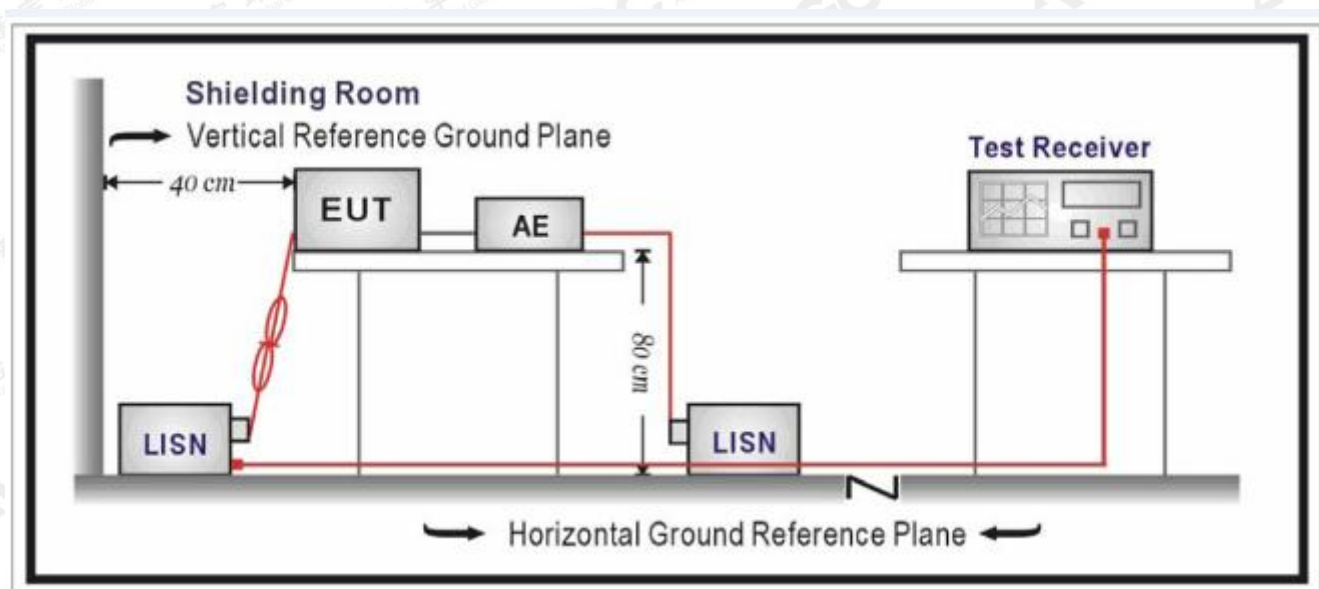 Shielding Room
Vertical Reference Ground Plane
40 cm
EUT
AE
Test Receiver
80 cm
LISN
LISN
Horizontal Ground Reference Plane